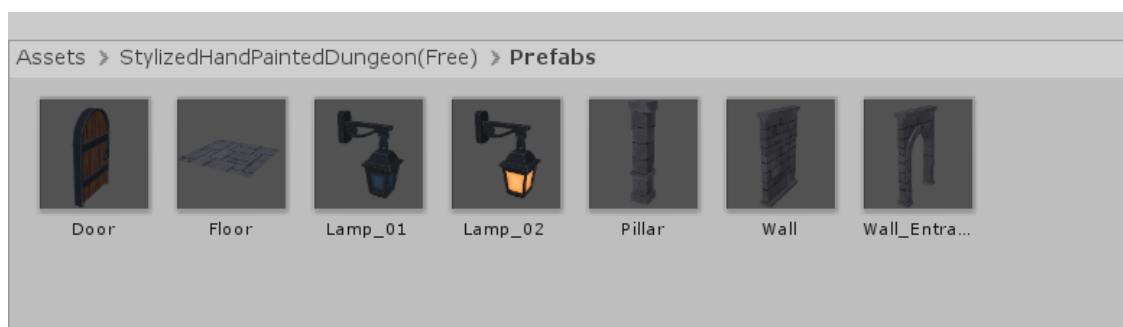 Assets > StylizedHandPaintedDungeon(Free) > Prefabs
Door Floor Lamp_01 Lamp_02 Pillar Wall Wall_Entra...